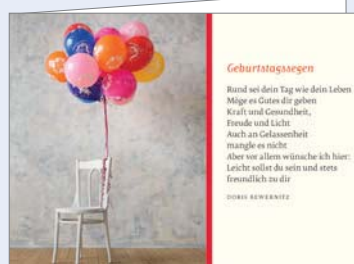 Geburtstagssegen
Rund sei dein Tag wie dein Leben
Möge es Gutes dir geben
Kraft und Gesundheit,
Freude und Licht
Auch an Gelassenheit
mangle es nicht
Aber vor allem wünsche ich hier:
Leicht sollst du sein und stets
freundlich zu dir
DORIS BEWERNITZ